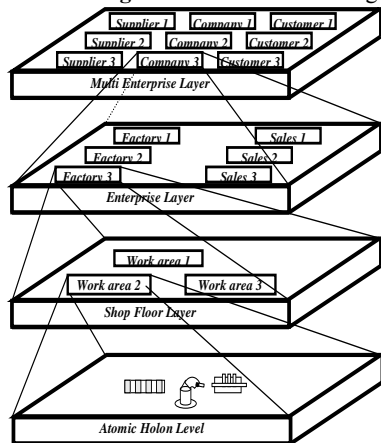 Supplier 1 Company 1 Customer 1
Supplier 2 Company 2 Customer 2
Supplier 3 Company 3 Customer 3
Multi Enterprise Layer
Factory 1 Sales 1
Factory 2 Sales 2
Factory 3 Sales 3
Enterprise Layer
Work area 1
Work area 2 Work area 3
Shop Floor Layer
Atomic Holon Level